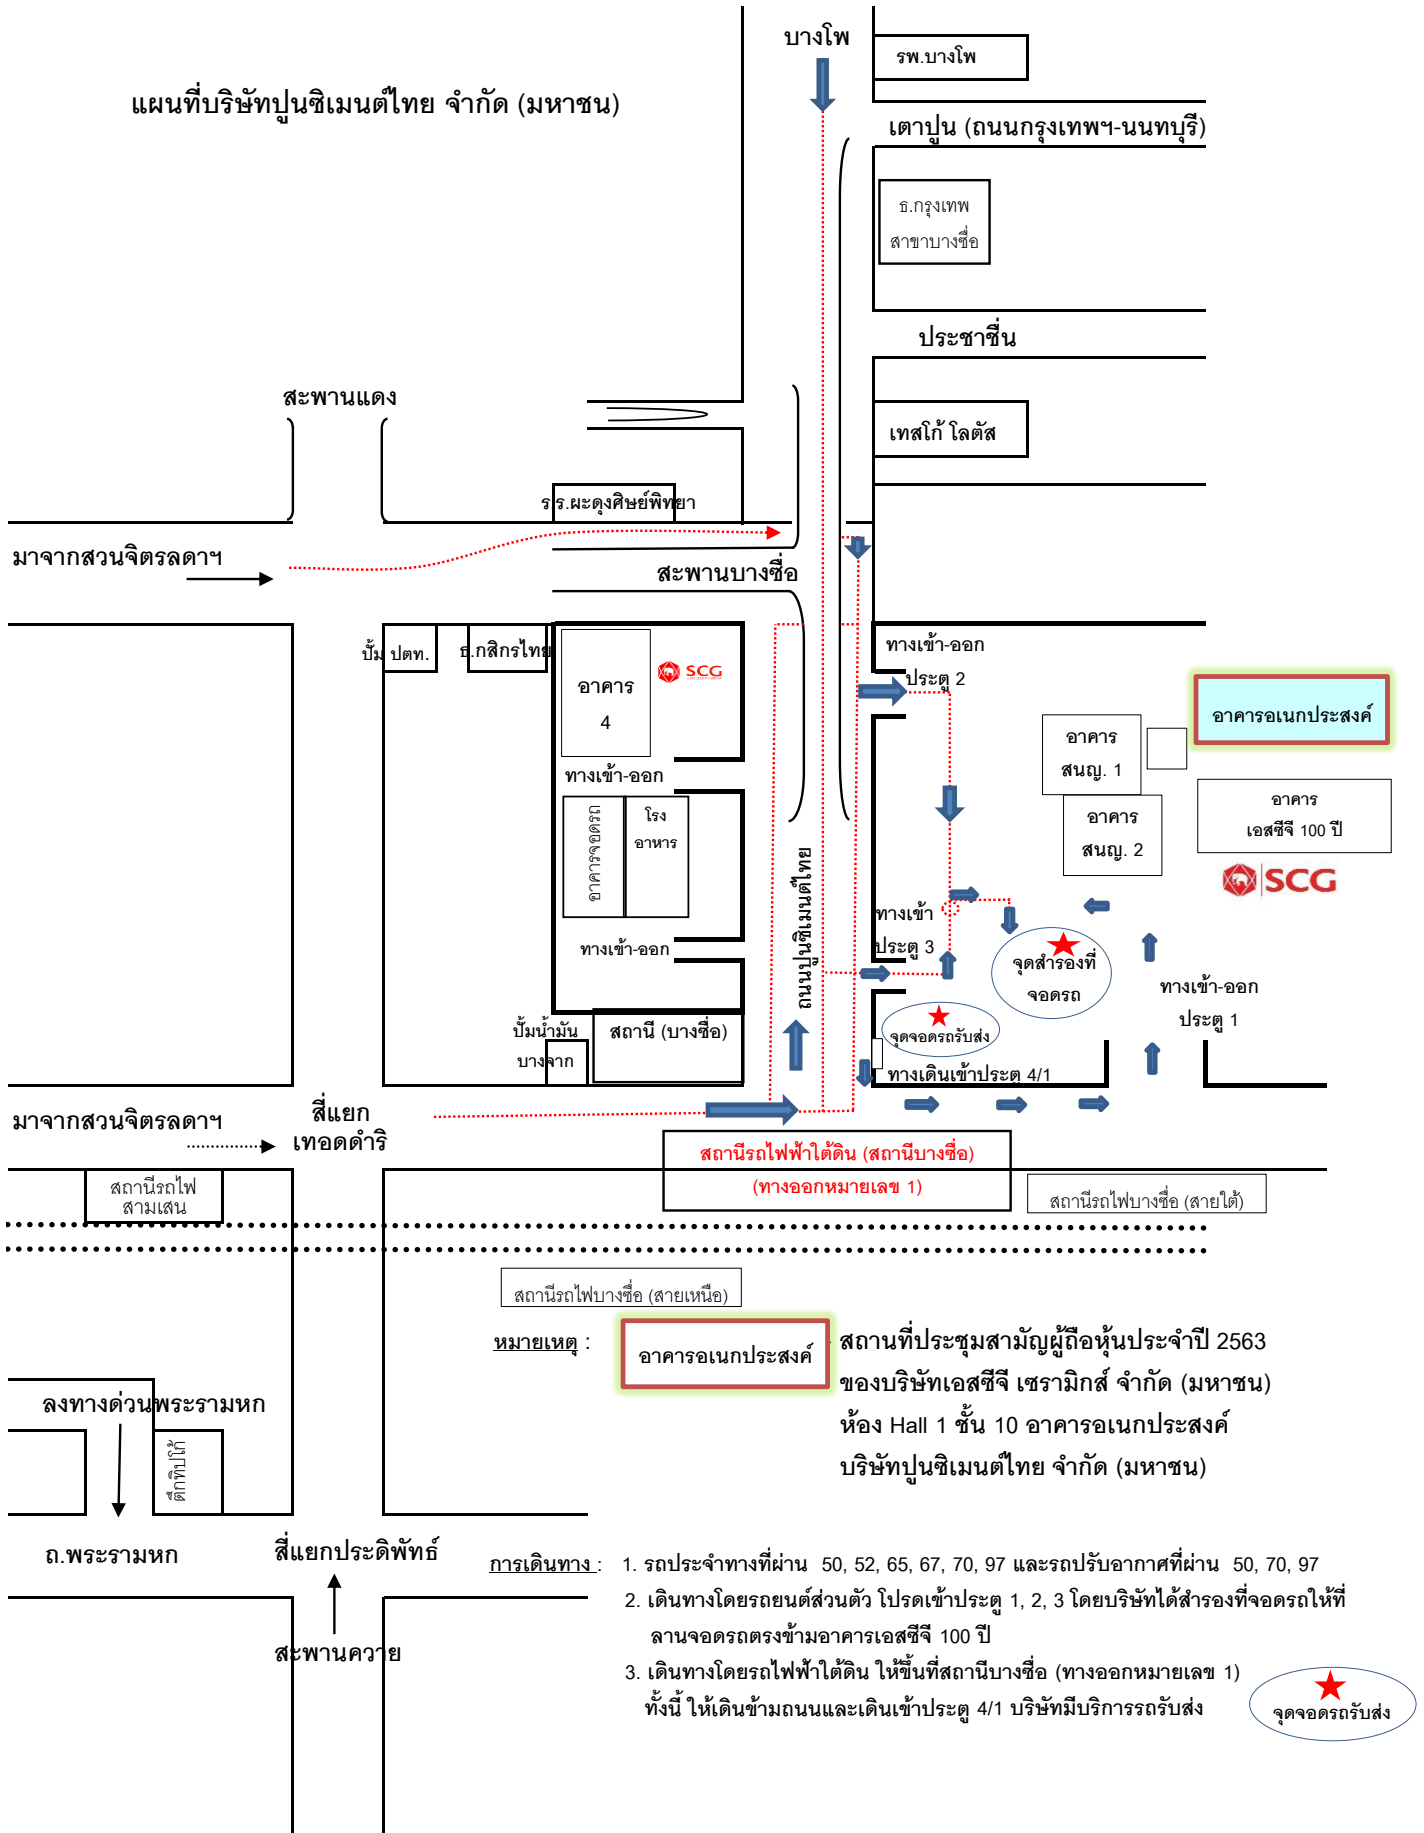 บางโพ
รพ.บางโพ
แผนที่บริษัทปูนซิเมนต์ไทย จำกัด (มหาชน)
เตาปูน (ถนนกรุงเทพฯ-นนทบุรี)
ธ.กรุงเทพ
สาขาบางซื่อ
ประชาชื่น
สะพานแดง
เทสโก้ โลตัส
ร.ร.ผะดุงศิษย์พิทยา
มาจากสวนจิตรลดาฯ
สะพานบางซื่อ
ปั๊ม ปตท.
ธ.กสิกรไทย
อาคาร
4
SCG
ทางเข้า-ออก
ประตู 2
อาคารอเนกประสงค์
อาคาร
สนญ. 1
ทางเข้า-ออก
อาคารจอดรถ
โรง
อาหาร
อาคาร
สนญ. 2
อาคาร
เอสซีจี 100 ปี
SCG
ถนนปูนซิเมนต์ไทย
ทางเข้า
ประตู 3
ทางเข้า-ออก
จุดสำรองที่
จอดรถ
ทางเข้า-ออก
ประตู 1
ปั๊มน้ำมัน
บางจาก
สถานี (บางซื่อ)
จุดจอดรถรับส่ง
ทางเดินเข้าประตู 4/1
มาจากสวนจิตรลดาฯ
สี่แยก
เทอดดำริ
สถานีรถไฟฟ้าใต้ดิน (สถานีบางซื่อ)
(ทางออกหมายเลข 1)
สถานีรถไฟ
สามเสน
สถานีรถไฟบางซื่อ (สายใต้)
สถานีรถไฟบางซื่อ (สายเหนือ)
หมายเหตุ :
อาคารอเนกประสงค์
สถานที่ประชุมสามัญผู้ถือหุ้นประจำปี 2563
ของบริษัทเอสซีจี เซรามิกส์ จำกัด (มหาชน)
ห้อง Hall 1 ชั้น 10 อาคารอเนกประสงค์
บริษัทปูนซิเมนต์ไทย จำกัด (มหาชน)
ลงทางด่วนพระรามหก
ตึกทิปโก้
ถ.พระรามหก
สี่แยกประดิพัทธ์
สะพานควาย
การเดินทาง : 1. รถประจำทางที่ผ่าน 50, 52, 65, 67, 70, 97 และรถปรับอากาศที่ผ่าน 50, 70, 97
2. เดินทางโดยรถยนต์ส่วนตัว โปรดเข้าประตู 1, 2, 3 โดยบริษัทได้สำรองที่จอดรถให้ที่
ลานจอดรถตรงข้ามอาคารเอสซีจี 100 ปี
3. เดินทางโดยรถไฟฟ้าใต้ดิน ให้ขึ้นที่สถานีบางซื่อ (ทางออกหมายเลข 1)
ทั้งนี้ ให้เดินข้ามถนนและเดินเข้าประตู 4/1 บริษัทมีบริการรถรับส่ง
จุดจอดรถรับส่ง